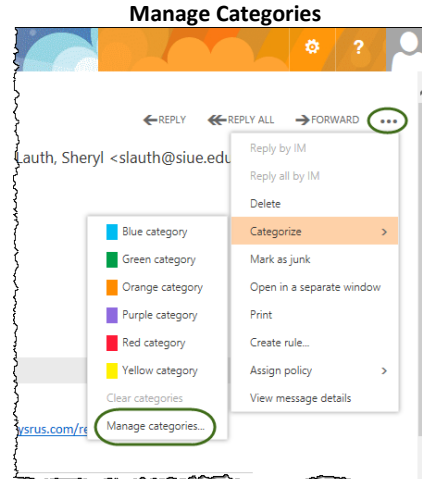 Manage Categories
?
REPLY REPLY ALL FORWARD ...
Lauth, Sheryl <slauth@siue.edu
Reply by IM
Reply all by IM
Delete
Categorize >
Mark as junk
Open in a separate window
Print
Create rule...
Assign policy >
View message details
Blue category
Green category
Orange category
Purple category
Red category
Yellow category
Clear categories
Manage categories...
ysrus.com/re